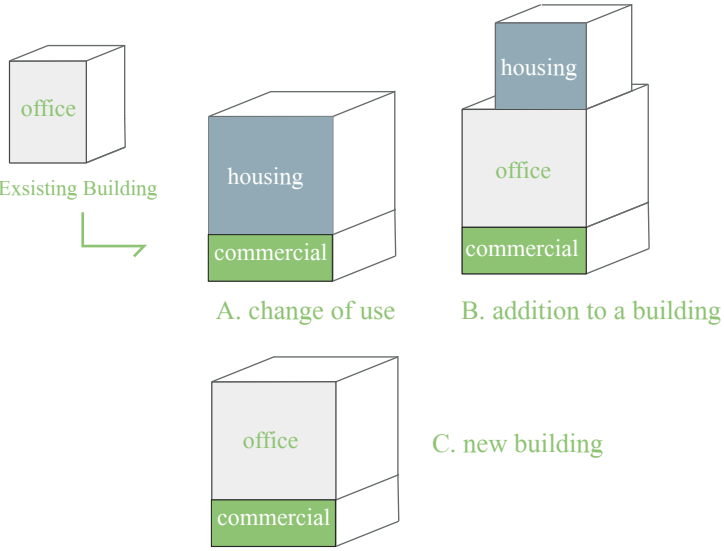 office
Exsisting Building
housing
commercial
A. change of use
housing
office
commercial
B. addition to a building
office
commercial
C. new building